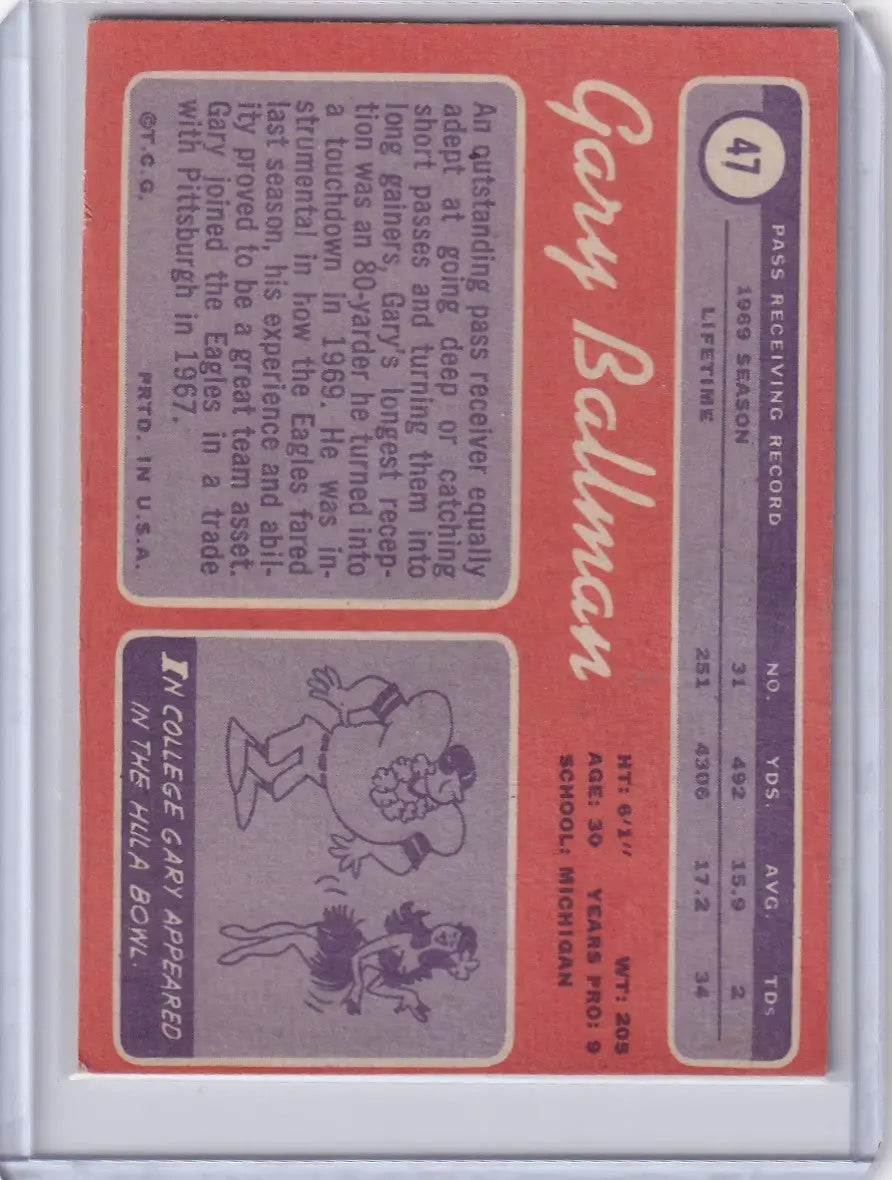 47
PASS RECEIVING RECORD NO. YDS. AVG. TDS
1969 SEASON 31 492 15.9 2
LIFETIME 251 4306 17.2 34
Gary Ballman
HT: 6'1" WT: 205
AGE: 30 YEARS PRO: 9
SCHOOL: MICHIGAN
An outstanding pass receiver equally
adept at going deep or catching
short passes and turning them into
long gainers, Gary's longest recep-
tion was an 80-yarder he turned into
a touchdown in 1969. He was in-
strumental in how the Eagles fared
last season, his experience and abil-
ity proved to be a great team asset.
Gary joined the Eagles in a trade
with Pittsburgh in 1967.
©T.C.G. PRTD. IN U.S.A.
IN COLLEGE GARY APPEARED
IN THE HULA BOWL.